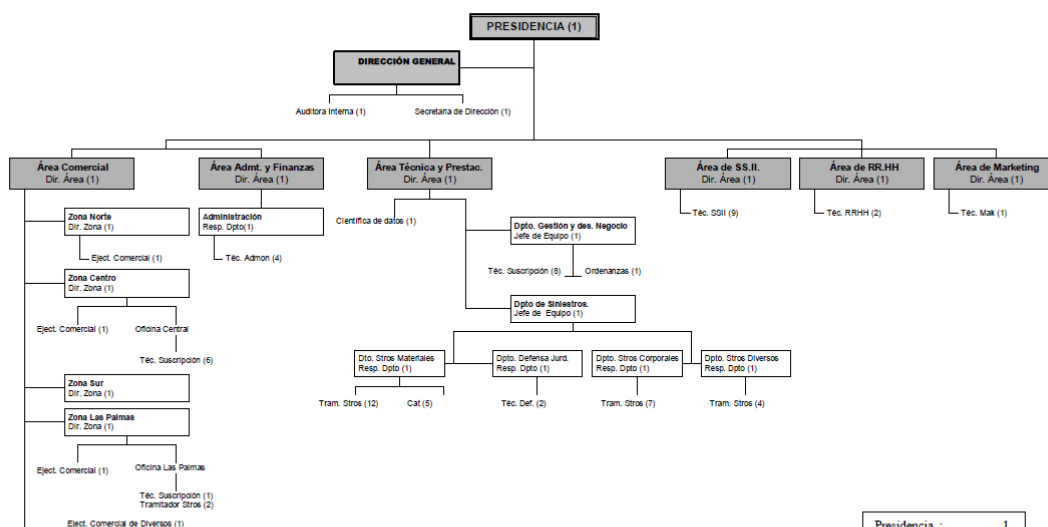 PRESIDENCIA (1)
DIRECCIÓN GENERAL
Auditora Interna (1)
Secretaria de Dirección (1)
Área Comercial
Dir. Área (1)
Área Admt. y Finanzas
Dir. Área (1)
Área Técnica y Prestac.
Dir. Área (1)
Área de SS.II.
Dir. Área (1)
Área de RR.HH
Dir. Área (1)
Área de Marketing
Dir. Área (1)
Zona Norte
Dir. Zona (1)
Eject. Comercial (1)
Zona Centro
Dir. Zona (1)
Eject. Comercial (1)
Oficina Central
Téc. Suscripción (6)
Zona Sur
Dir. Zona (1)
Zona Las Palmas
Dir. Zona (1)
Eject. Comercial (1)
Oficina Las Palmas
Téc. Suscripción (1)
Tramitador Stros (2)
Eject. Comercial de Diversos (1)
Administración
Resp. Dpto(1)
Téc. Admon (4)
Científica de datos (1)
Dpto. Gestión y des. Negocio
Jefe de Equipo (1)
Téc. Suscripción (8)
Ordenanzas (1)
Dpto de Siniestros.
Jefe de Equipo (1)
Dto. Stros Materiales
Resp. Dpto (1)
Tram. Stros (12)
Cat (5)
Dpto. Defensa Jurd.
Resp. Dpto (1)
Téc. Def. (2)
Dpto. Stros Corporales
Resp. Dpto (1)
Tram. Stros (7)
Dpto. Stros Diversos
Resp. Dpto (1)
Tram. Stros (4)
Téc. SSII (9)
Téc. RRHH (2)
Téc. Mak (1)
Presidencia : 1